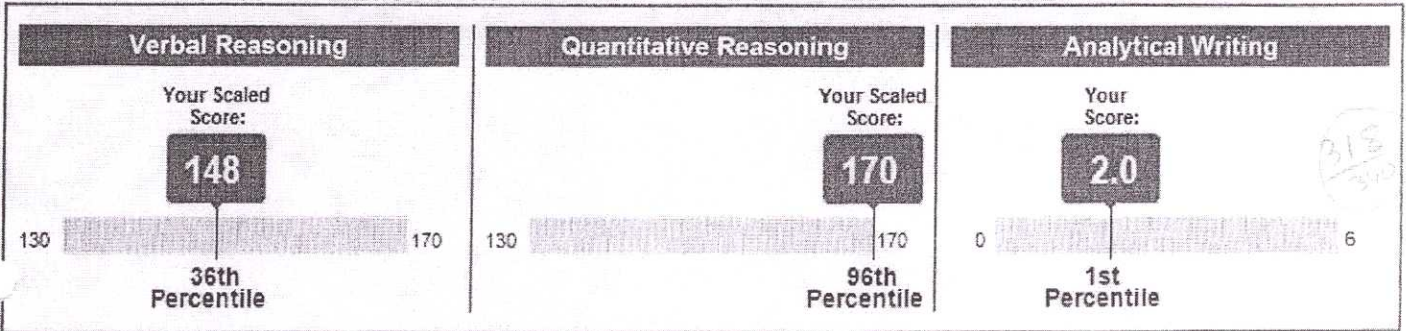 Verbal Reasoning
Your Scaled
Score:
148
130
170
36th
Percentile
Quantitative Reasoning
Your Scaled
Score:
170
130
170
96th
Percentile
Analytical Writing
Your
Score:
2.0
0
6
1st
Percentile
318
340